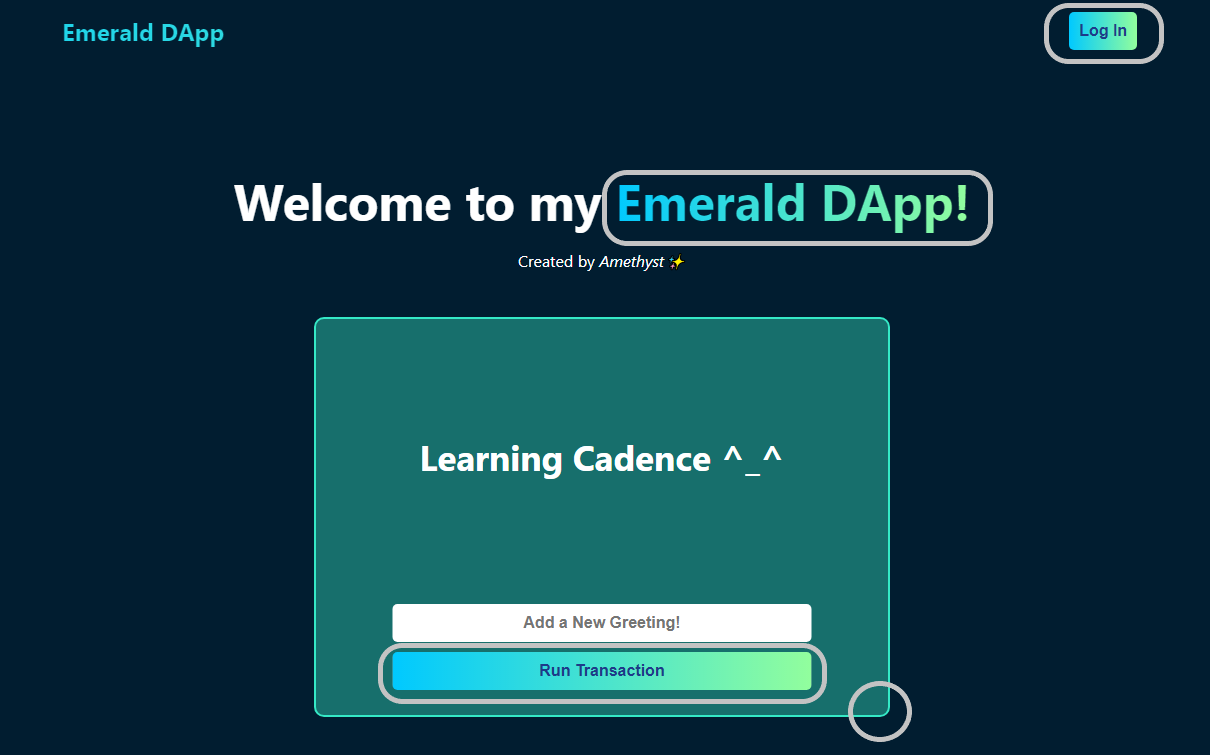 Emerald DApp
Log In
Welcome to my Emerald DApp!
Created by Amethyst ✨
Learning Cadence ^_^
Add a New Greeting!
Run Transaction